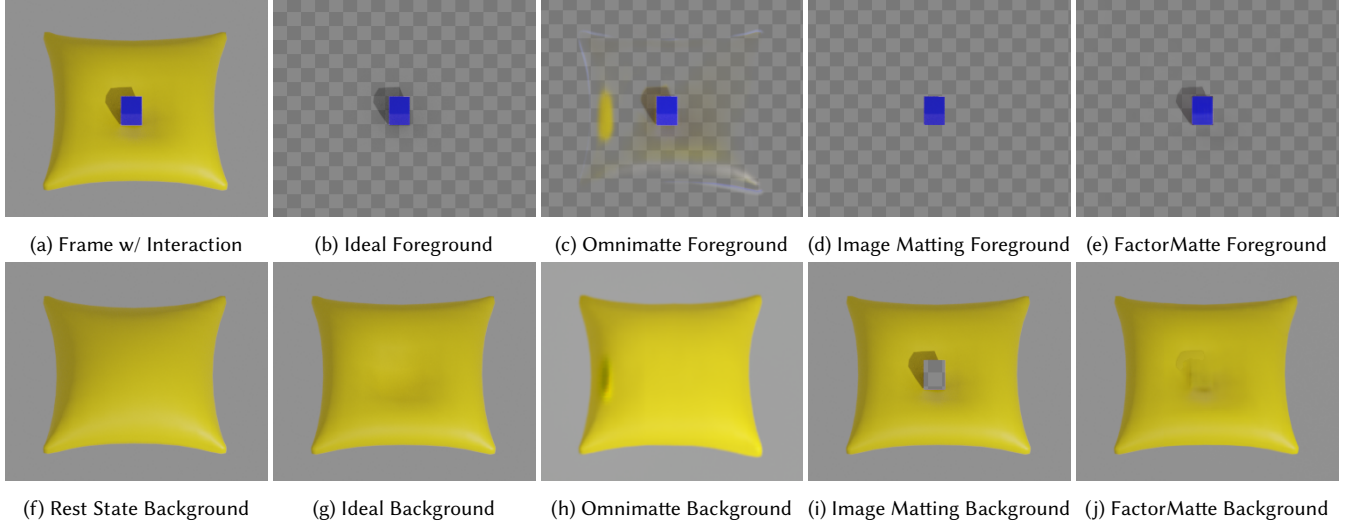 (a) Frame w/ Interaction
(b) Ideal Foreground
(c) Omnimatte Foreground
(d) Image Matting Foreground
(e) FactorMatte Foreground
(f) Rest State Background
(g) Ideal Background
(h) Omnimatte Background
(i) Image Matting Background
(j) FactorMatte Background